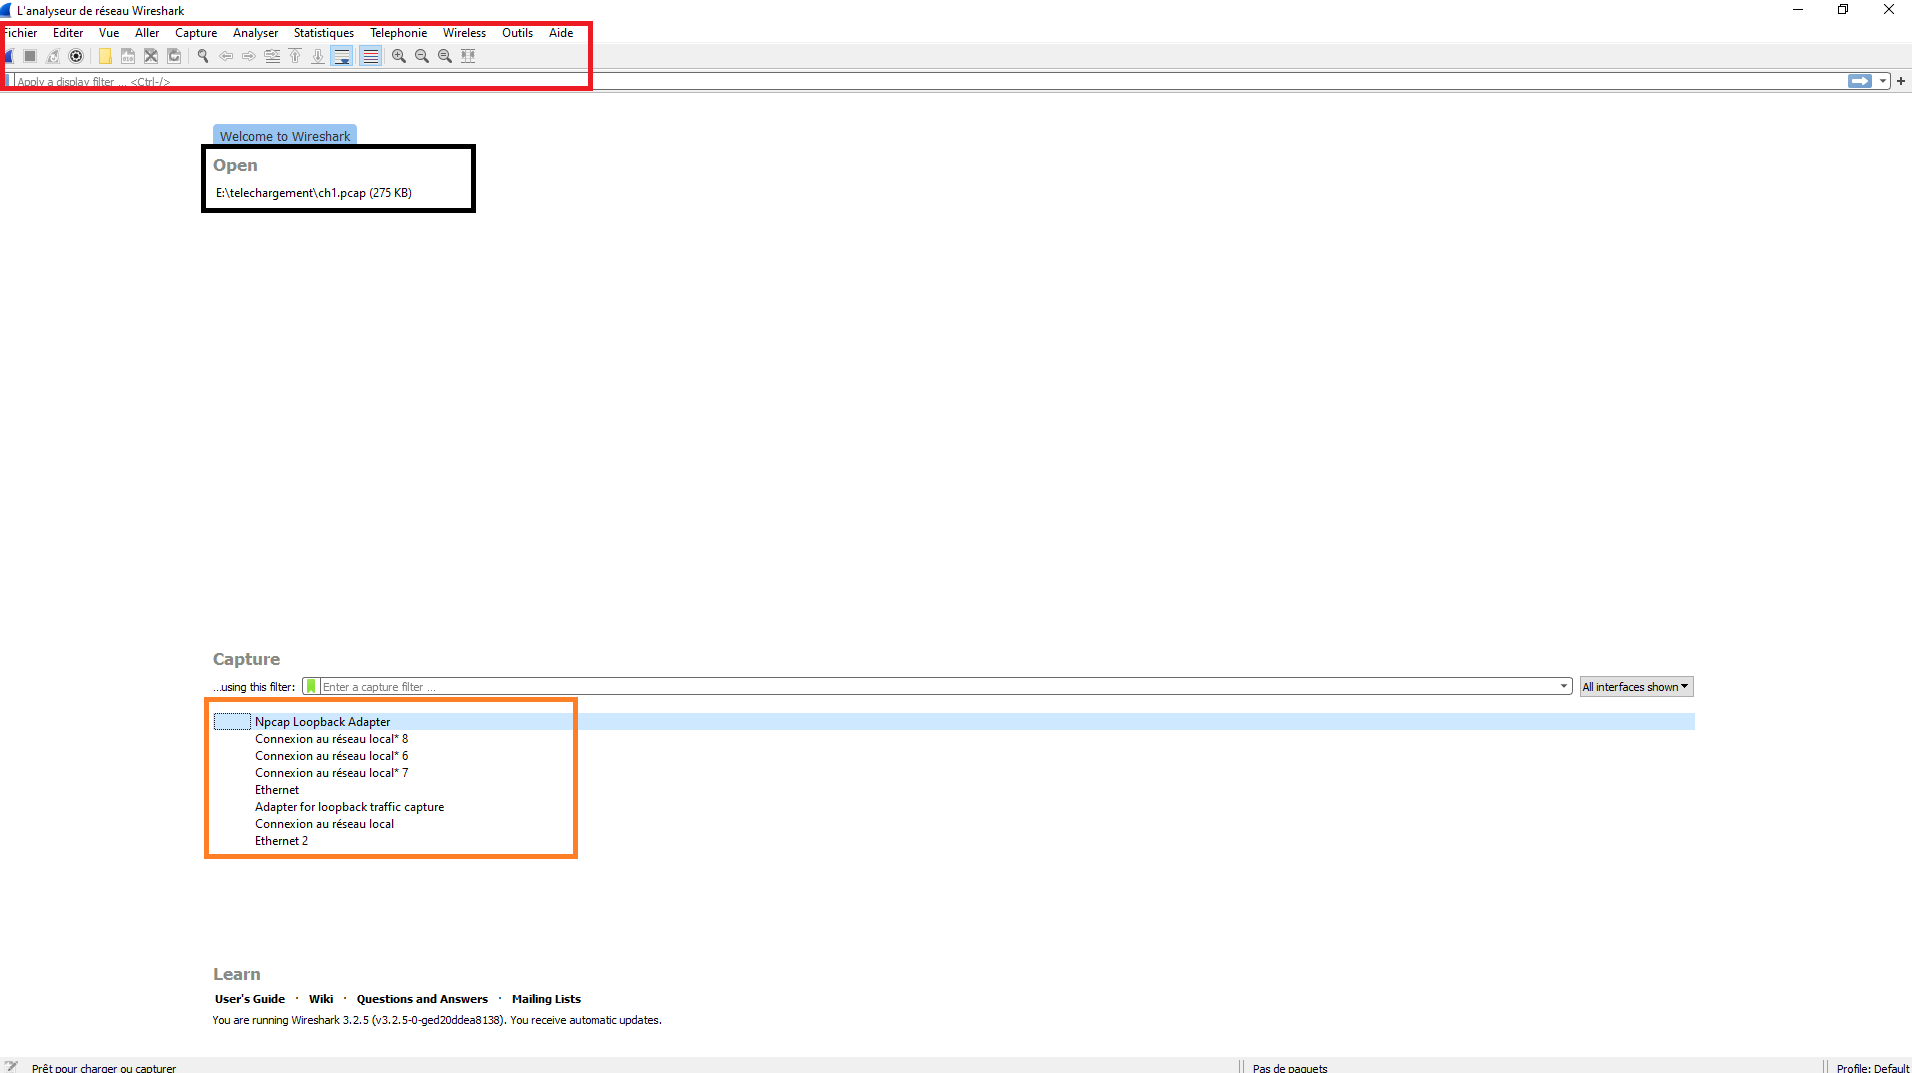 L'analyseur de réseau Wireshark
Fichier Editer Vue Aller Capture Analyser Statistiques Telephonie Wireless Outils Aide
Apply a display filter ... <Ctrl-/>
+
Welcome to Wireshark
Open
E:\telechargement\ch1.pcap (275 KB)
Capture
...using this filter: Enter a capture filter ... All interfaces shown
Npcap Loopback Adapter
Connexion au réseau local* 8
Connexion au réseau local* 6
Connexion au réseau local* 7
Ethernet
Adapter for loopback traffic capture
Connexion au réseau local
Ethernet 2
Learn
User's Guide · Wiki · Questions and Answers · Mailing Lists
You are running Wireshark 3.2.5 (v3.2.5-0-ged20ddea8138). You receive automatic updates.
Prêt pour charger ou capturer Pas de paquets Profile: Default